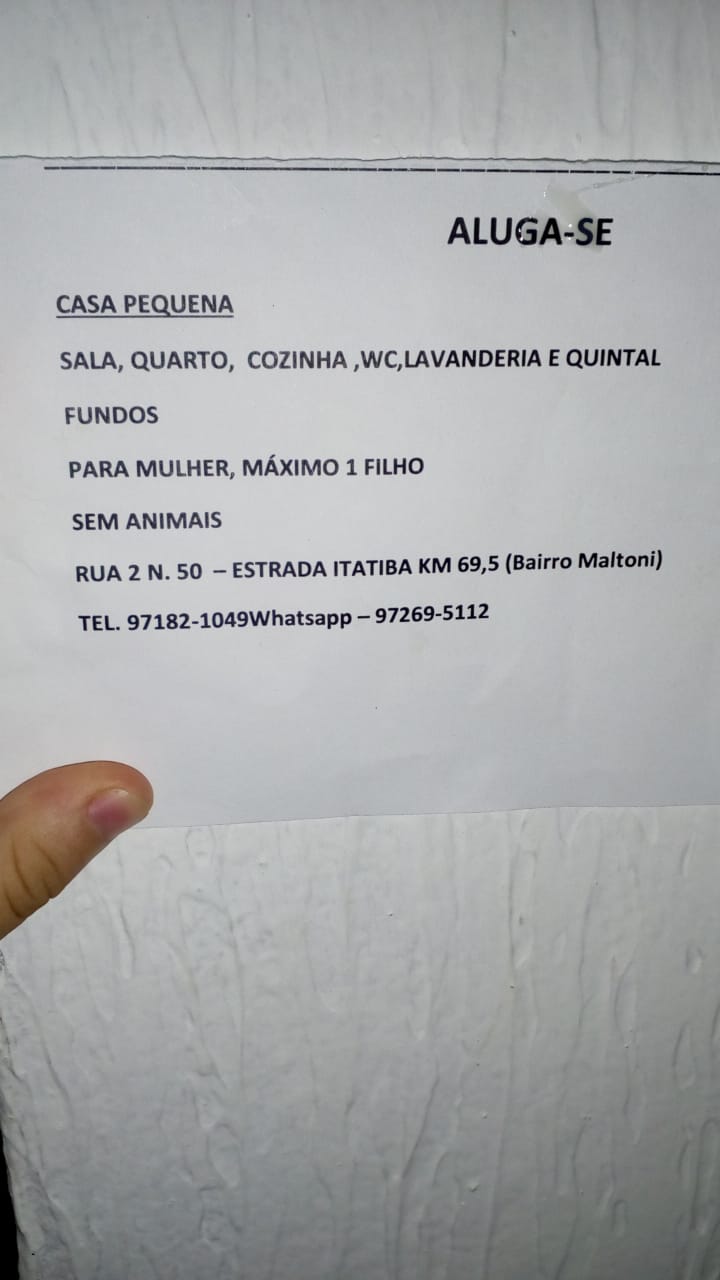 ALUGA-SE
CASA PEQUENA
SALA, QUARTO, COZINHA ,WC,LAVANDERIA E QUINTAL
FUNDOS
PARA MULHER, MÁXIMO 1 FILHO
SEM ANIMAIS
RUA 2 N. 50 – ESTRADA ITATIBA KM 69,5 (Bairro Maltoni)
TEL. 97182-1049Whatsapp – 97269-5112